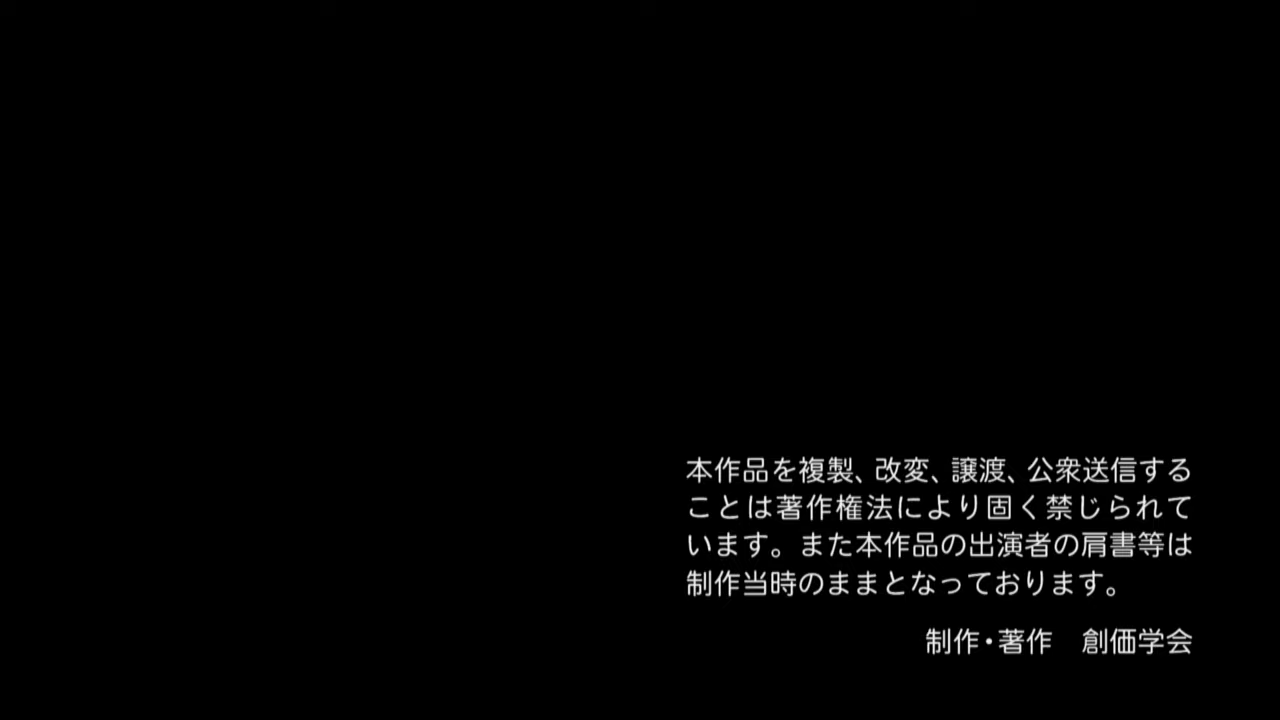 本作品を複製、改変、譲渡、公衆送信する
ことは著作権法により固く禁じられて
います。また本作品の出演者の肩書等は
制作当時のままとなっております。
制作・著作　創価学会